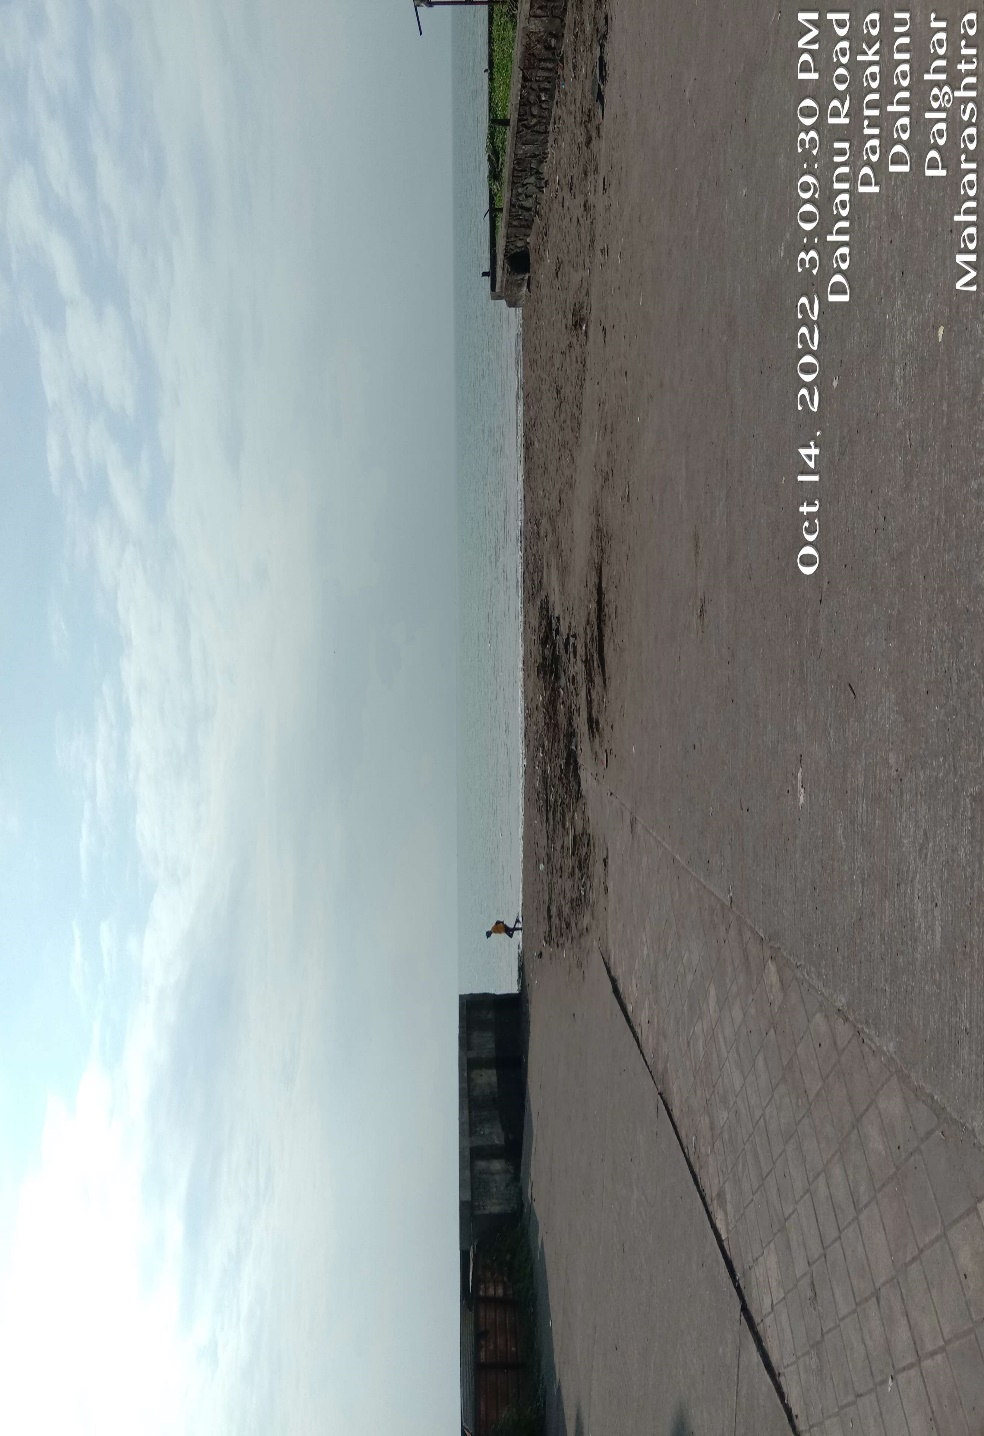 Oct 14, 2022 3:09:30 PM
Dahanu Road
Parnaka
Dahanu
Palghar
Maharashtra